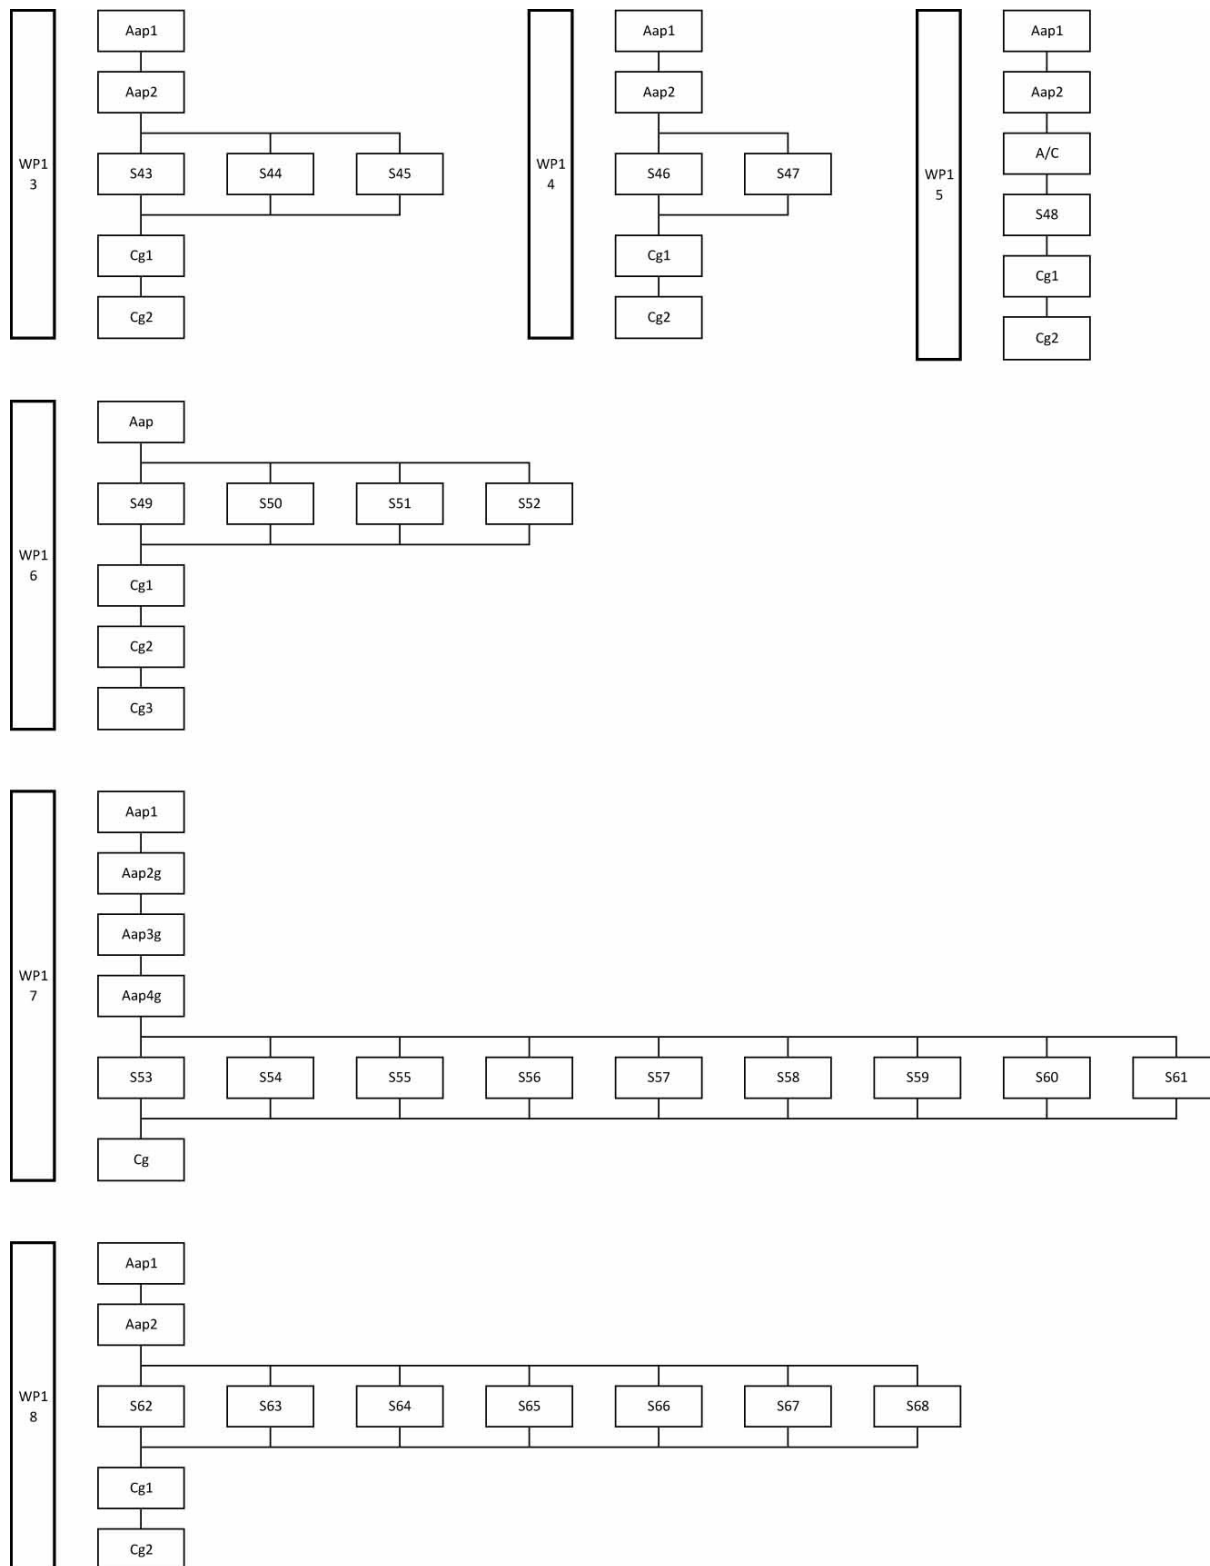 WP1
3
Aap1
Aap2
S43 S44 S45
Cg1
Cg2
WP1
4
Aap1
Aap2
S46 S47
Cg1
Cg2
WP1
5
Aap1
Aap2
A/C
S48
Cg1
Cg2
WP1
6
Aap
S49 S50 S51 S52
Cg1
Cg2
Cg3
WP1
7
Aap1
Aap2g
Aap3g
Aap4g
S53 S54 S55 S56 S57 S58 S59 S60 S61
Cg
WP1
8
Aap1
Aap2
S62 S63 S64 S65 S66 S67 S68
Cg1
Cg2